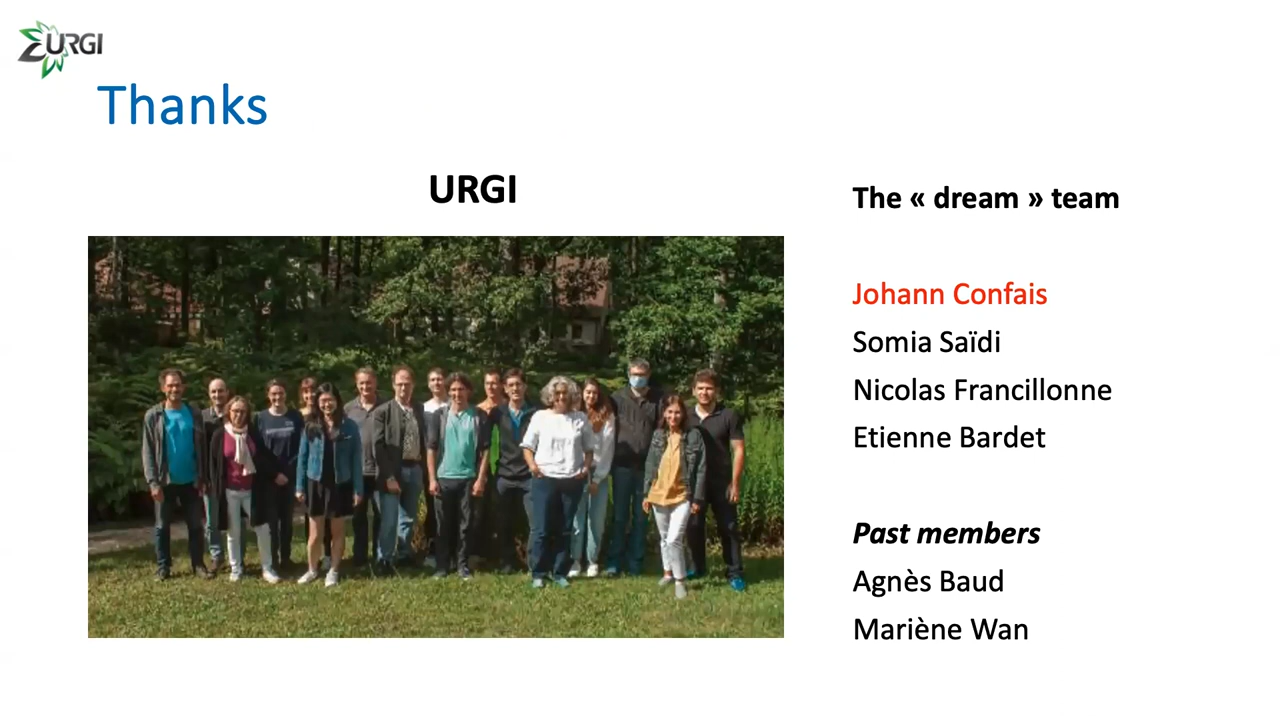 URGI
Thanks
URGI
The « dream » team
Johann Confais
Somia Saïdi
Nicolas Francillonne
Etienne Bardet
Past members
Agnès Baud
Mariène Wan